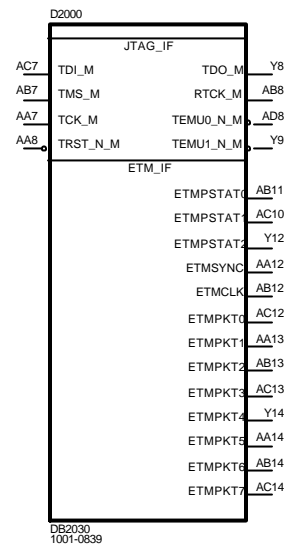 D2000
JTAG_IF
AC7 TDI_M TDO_M Y8
AB7 TMS_M RTCK_M AB8
AA7 TCK_M TEMU0_N_M AD8
AA8 TRST_N_M TEMU1_N_M Y9
ETM_IF
ETMPSTAT0 AB11
ETMPSTAT1 AC10
ETMPSTAT2 Y12
ETMSYNC AA12
ETMCLK AB12
ETMPKT0 AC12
ETMPKT1 AA13
ETMPKT2 AB13
ETMPKT3 AC13
ETMPKT4 Y14
ETMPKT5 AA14
ETMPKT6 AB14
ETMPKT7 AC14
DB2030
1001-0839